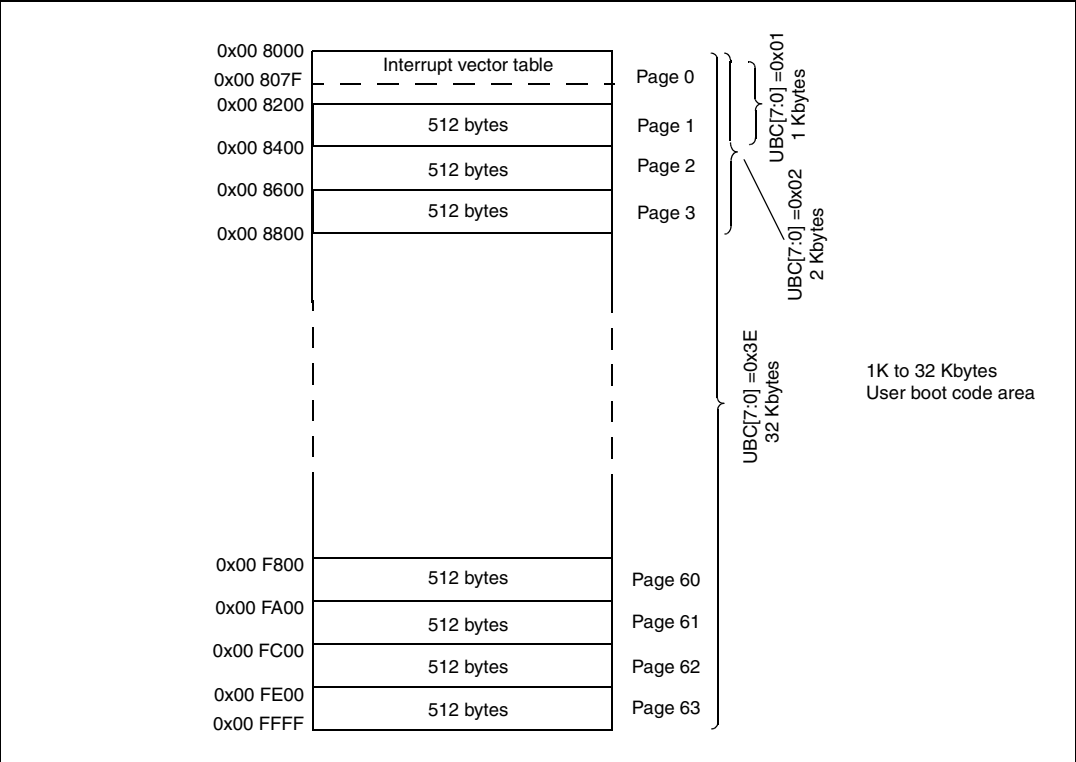 0x00 8000
Interrupt vector table
0x00 807F
Page 0
0x00 8200
512 bytes
Page 1
0x00 8400
512 bytes
Page 2
0x00 8600
512 bytes
Page 3
0x00 8800
UBC[7:0] =0x01
1 Kbytes
UBC[7:0] =0x02
2 Kbytes
UBC[7:0] =0x3E
32 Kbytes
1K to 32 Kbytes
User boot code area
0x00 F800
512 bytes
Page 60
0x00 FA00
512 bytes
Page 61
0x00 FC00
512 bytes
Page 62
0x00 FE00
512 bytes
Page 63
0x00 FFFF